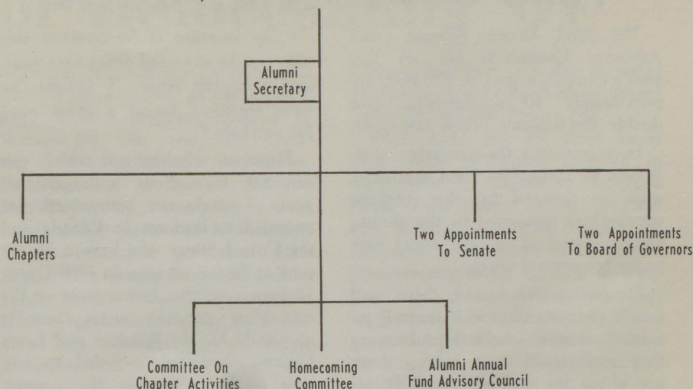 Alumni
Secretary
Alumni
Chapters
Two Appointments
To Senate
Two Appointments
To Board of Governors
Committee On
Chapter Activities
Homecoming
Committee
Alumni Annual
Fund Advisory Council